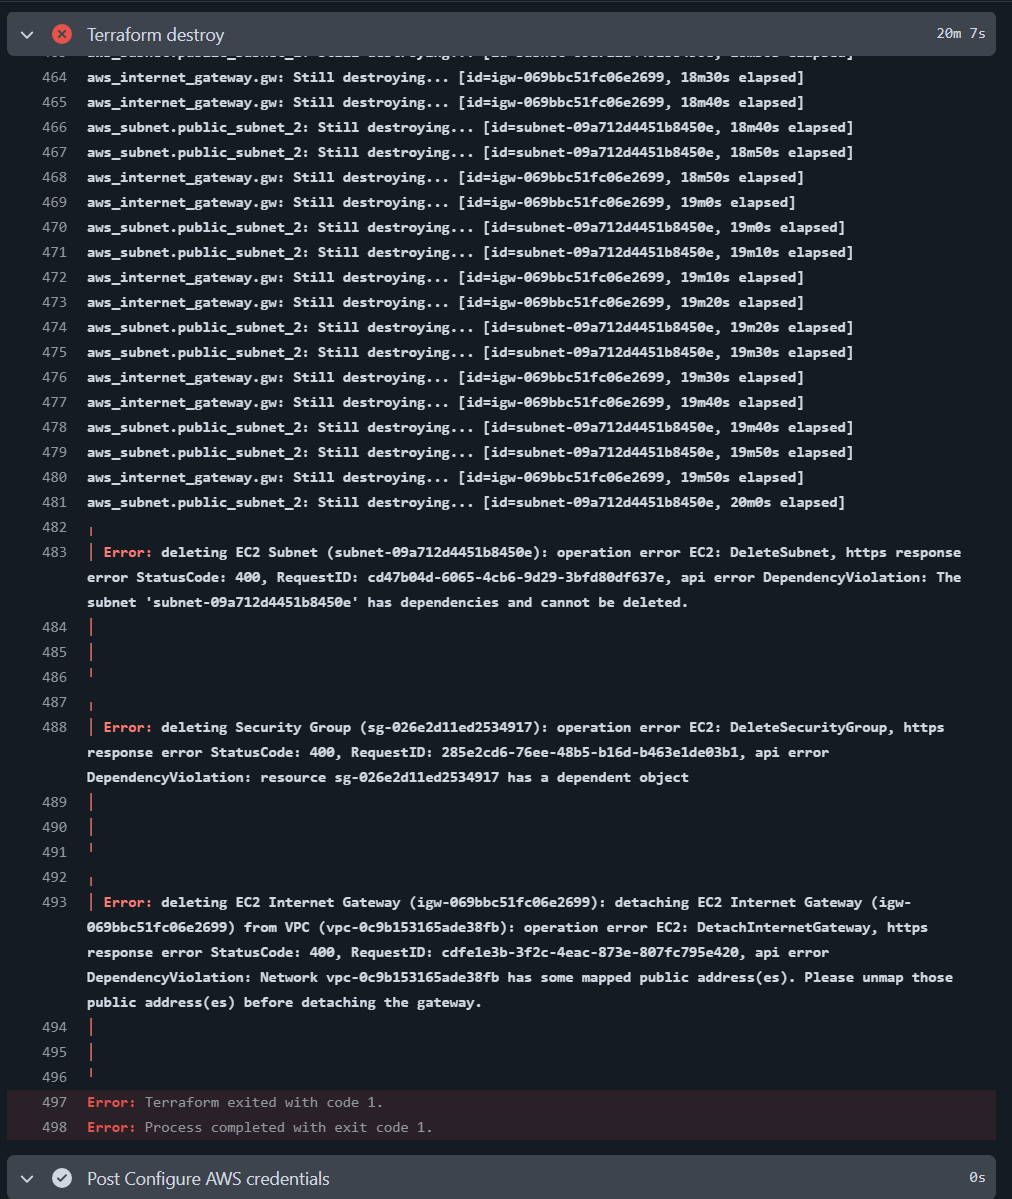 Terraform destroy 20m 7s
464 aws_internet_gateway.gw: Still destroying... [id=igw-069bbc51fc06e2699, 18m30s elapsed]
465 aws_internet_gateway.gw: Still destroying... [id=igw-069bbc51fc06e2699, 18m40s elapsed]
466 aws_subnet.public_subnet_2: Still destroying... [id=subnet-09a712d4451b8450e, 18m40s elapsed]
467 aws_subnet.public_subnet_2: Still destroying... [id=subnet-09a712d4451b8450e, 18m50s elapsed]
468 aws_internet_gateway.gw: Still destroying... [id=igw-069bbc51fc06e2699, 18m50s elapsed]
469 aws_internet_gateway.gw: Still destroying... [id=igw-069bbc51fc06e2699, 19m0s elapsed]
470 aws_subnet.public_subnet_2: Still destroying... [id=subnet-09a712d4451b8450e, 19m0s elapsed]
471 aws_subnet.public_subnet_2: Still destroying... [id=subnet-09a712d4451b8450e, 19m10s elapsed]
472 aws_internet_gateway.gw: Still destroying... [id=igw-069bbc51fc06e2699, 19m10s elapsed]
473 aws_internet_gateway.gw: Still destroying... [id=igw-069bbc51fc06e2699, 19m20s elapsed]
474 aws_subnet.public_subnet_2: Still destroying... [id=subnet-09a712d4451b8450e, 19m20s elapsed]
475 aws_subnet.public_subnet_2: Still destroying... [id=subnet-09a712d4451b8450e, 19m30s elapsed]
476 aws_internet_gateway.gw: Still destroying... [id=igw-069bbc51fc06e2699, 19m30s elapsed]
477 aws_internet_gateway.gw: Still destroying... [id=igw-069bbc51fc06e2699, 19m40s elapsed]
478 aws_subnet.public_subnet_2: Still destroying... [id=subnet-09a712d4451b8450e, 19m40s elapsed]
479 aws_subnet.public_subnet_2: Still destroying... [id=subnet-09a712d4451b8450e, 19m50s elapsed]
480 aws_internet_gateway.gw: Still destroying... [id=igw-069bbc51fc06e2699, 19m50s elapsed]
481 aws_subnet.public_subnet_2: Still destroying... [id=subnet-09a712d4451b8450e, 20m0s elapsed]
482 ╷
483 │ Error: deleting EC2 Subnet (subnet-09a712d4451b8450e): operation error EC2: DeleteSubnet, https response
error StatusCode: 400, RequestID: cd47b04d-6065-4cb6-9d29-3bfd80df637e, api error DependencyViolation: The
subnet 'subnet-09a712d4451b8450e' has dependencies and cannot be deleted.
484 │
485 │
486 ╵
487 ╷
488 │ Error: deleting Security Group (sg-026e2d11ed2534917): operation error EC2: DeleteSecurityGroup, https
response error StatusCode: 400, RequestID: 285e2cd6-76ee-48b5-b16d-b463e1de03b1, api error
DependencyViolation: resource sg-026e2d11ed2534917 has a dependent object
489 │
490 │
491 ╵
492 ╷
493 │ Error: deleting EC2 Internet Gateway (igw-069bbc51fc06e2699): detaching EC2 Internet Gateway (igw-
069bbc51fc06e2699) from VPC (vpc-0c9b153165ade38fb): operation error EC2: DetachInternetGateway, https
response error StatusCode: 400, RequestID: cdfe1e3b-3f2c-4eac-873e-807fc795e420, api error
DependencyViolation: Network vpc-0c9b153165ade38fb has some mapped public address(es). Please unmap those
public address(es) before detaching the gateway.
494 │
495 │
496 ╵
497 Error: Terraform exited with code 1.
498 Error: Process completed with exit code 1.
Post Configure AWS credentials 0s